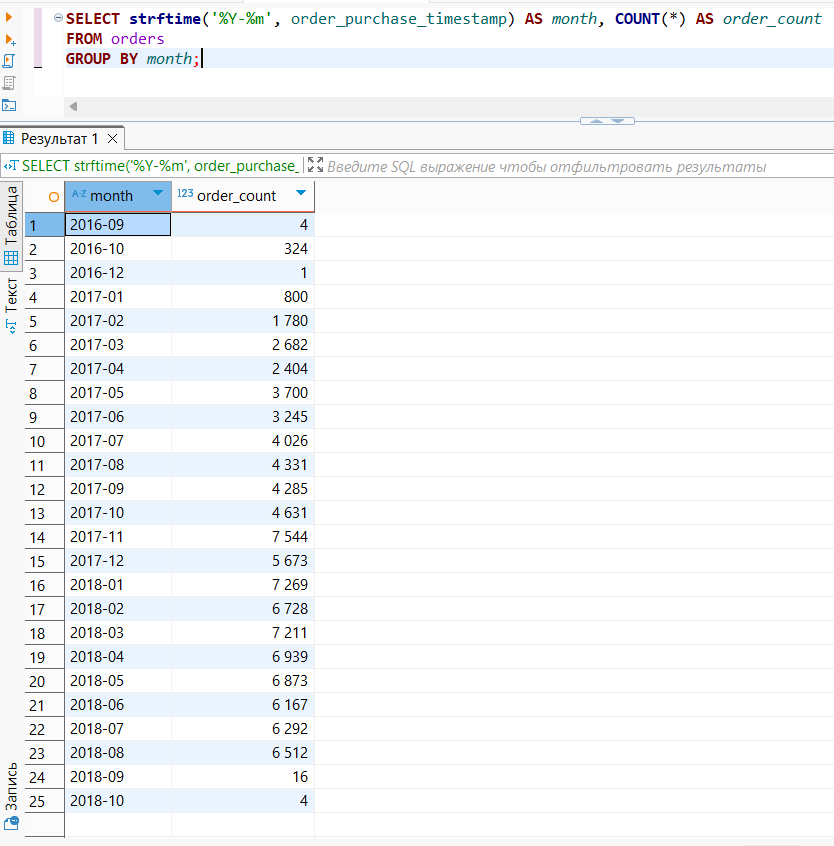 SELECT strftime('%Y-%m', order_purchase_timestamp) AS month, COUNT(*) AS order_count
FROM orders
GROUP BY month;
Результат 1
SELECT strftime('%Y-%m', order_purchase_
Введите SQL выражение чтобы отфильтровать результаты
Таблица
Текст
Запись
A-Z month 123 order_count
1 2016-09 4
2 2016-10 324
3 2016-12 1
4 2017-01 800
5 2017-02 1 780
6 2017-03 2 682
7 2017-04 2 404
8 2017-05 3 700
9 2017-06 3 245
10 2017-07 4 026
11 2017-08 4 331
12 2017-09 4 285
13 2017-10 4 631
14 2017-11 7 544
15 2017-12 5 673
16 2018-01 7 269
17 2018-02 6 728
18 2018-03 7 211
19 2018-04 6 939
20 2018-05 6 873
21 2018-06 6 167
22 2018-07 6 292
23 2018-08 6 512
24 2018-09 16
25 2018-10 4